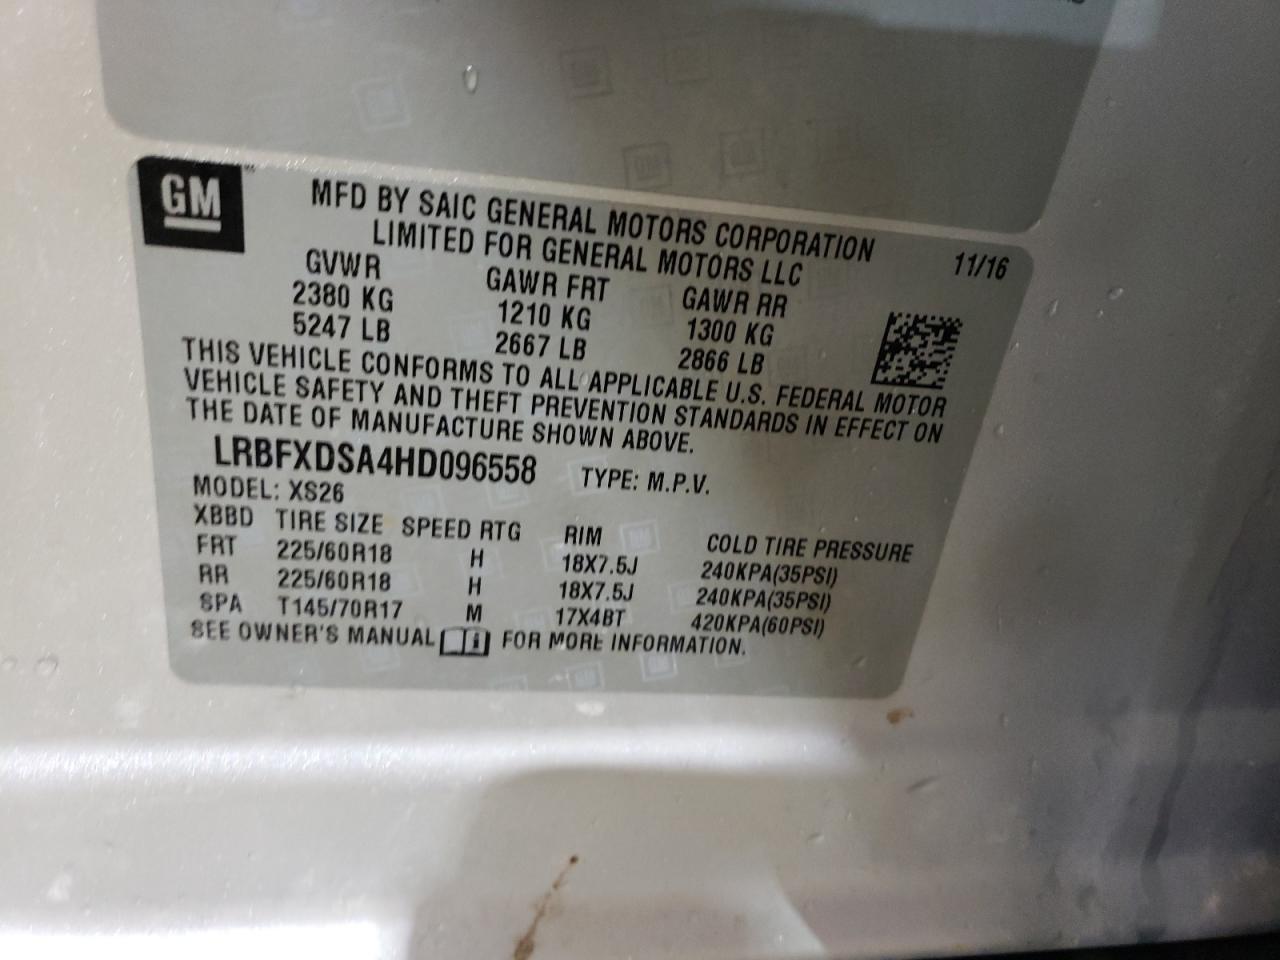 GM
MFD BY SAIC GENERAL MOTORS CORPORATION
LIMITED FOR GENERAL MOTORS LLC
11/16
GVWR GAWR FRT GAWR RR
2380 KG 1210 KG 1300 KG
5247 LB 2667 LB 2866 LB
THIS VEHICLE CONFORMS TO ALL APPLICABLE U.S. FEDERAL MOTOR
VEHICLE SAFETY AND THEFT PREVENTION STANDARDS IN EFFECT ON
THE DATE OF MANUFACTURE SHOWN ABOVE.
LRBFXDSA4HD096558 TYPE: M.P.V.
MODEL: XS26
XBBD TIRE SIZE SPEED RTG RIM COLD TIRE PRESSURE
FRT 225/60R18 H 18X7.5J 240KPA(35PSI)
RR 225/60R18 H 18X7.5J 240KPA(35PSI)
SPA T145/70R17 M 17X4BT 420KPA(60PSI)
SEE OWNER'S MANUAL i FOR MORE INFORMATION.